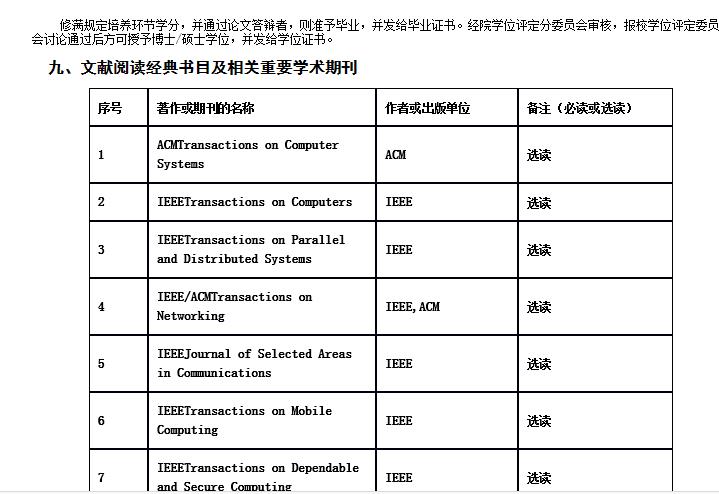 修满规定培养环节学分，并通过论文答辩者，则准予毕业，并发给毕业证书。经院学位评定分委员会审核，报校学位评定委员
会讨论通过后方可授予博士/硕士学位，并发给学位证书。
九、文献阅读经典书目及相关重要学术期刊
序号 著作或期刊的名称 作者或出版单位 备注（必读或选读）
1 ACMTransactions on Computer
Systems ACM 选读
2 IEEETransactions on Computers IEEE 选读
3 IEEETransactions on Parallel
and Distributed Systems IEEE 选读
4 IEEE/ACMTransactions on
Networking IEEE,ACM 选读
5 IEEEJournal of Selected Areas
in Communications IEEE 选读
6 IEEETransactions on Mobile
Computing IEEE 选读
7 IEEETransactions on Dependable
and Secure Computing IEEE 选读